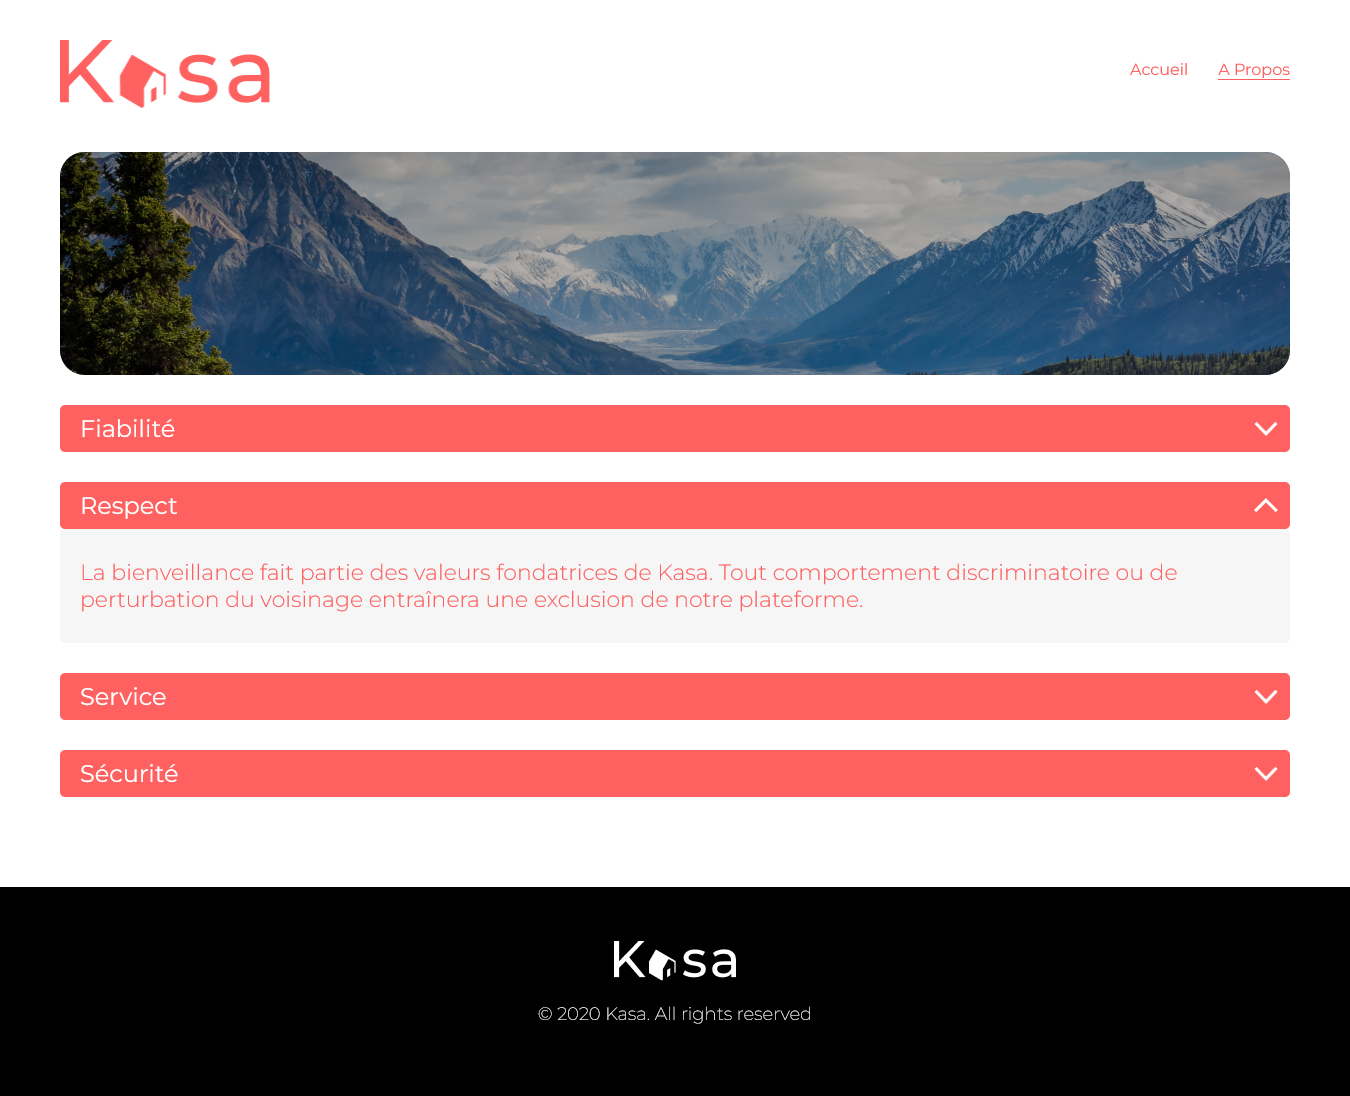 Kasa
Accueil A Propos
Fiabilité
Respect
La bienveillance fait partie des valeurs fondatrices de Kasa. Tout comportement discriminatoire ou de
perturbation du voisinage entraînera une exclusion de notre plateforme.
Service
Sécurité
Kasa
© 2020 Kasa. All rights reserved